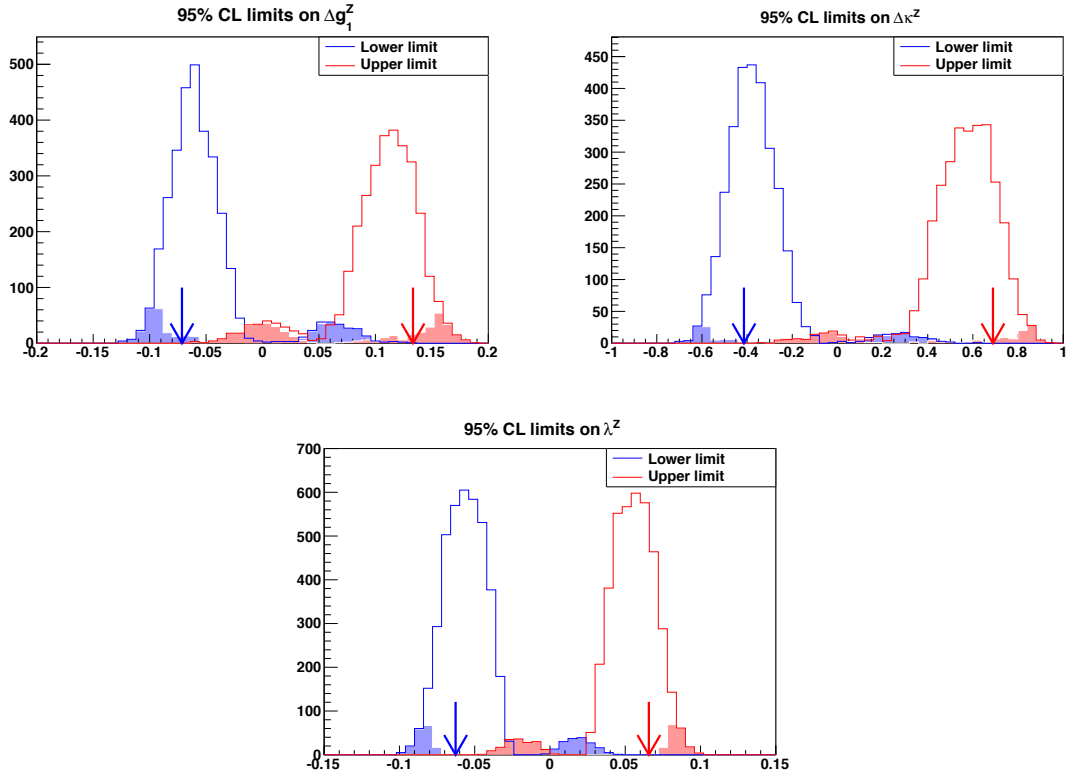 95% CL limits on Δg₁ᶻ
Lower limit
Upper limit
500
400
300
200
100
0
-0.2 -0.15 -0.1 -0.05 0 0.05 0.1 0.15 0.2
95% CL limits on Δκᶻ
Lower limit
Upper limit
450
400
350
300
250
200
150
100
50
0
-1 -0.8 -0.6 -0.4 -0.2 0 0.2 0.4 0.6 0.8 1
95% CL limits on λᶻ
Lower limit
Upper limit
700
600
500
400
300
200
100
0
-0.15 -0.1 -0.05 0 0.05 0.1 0.15